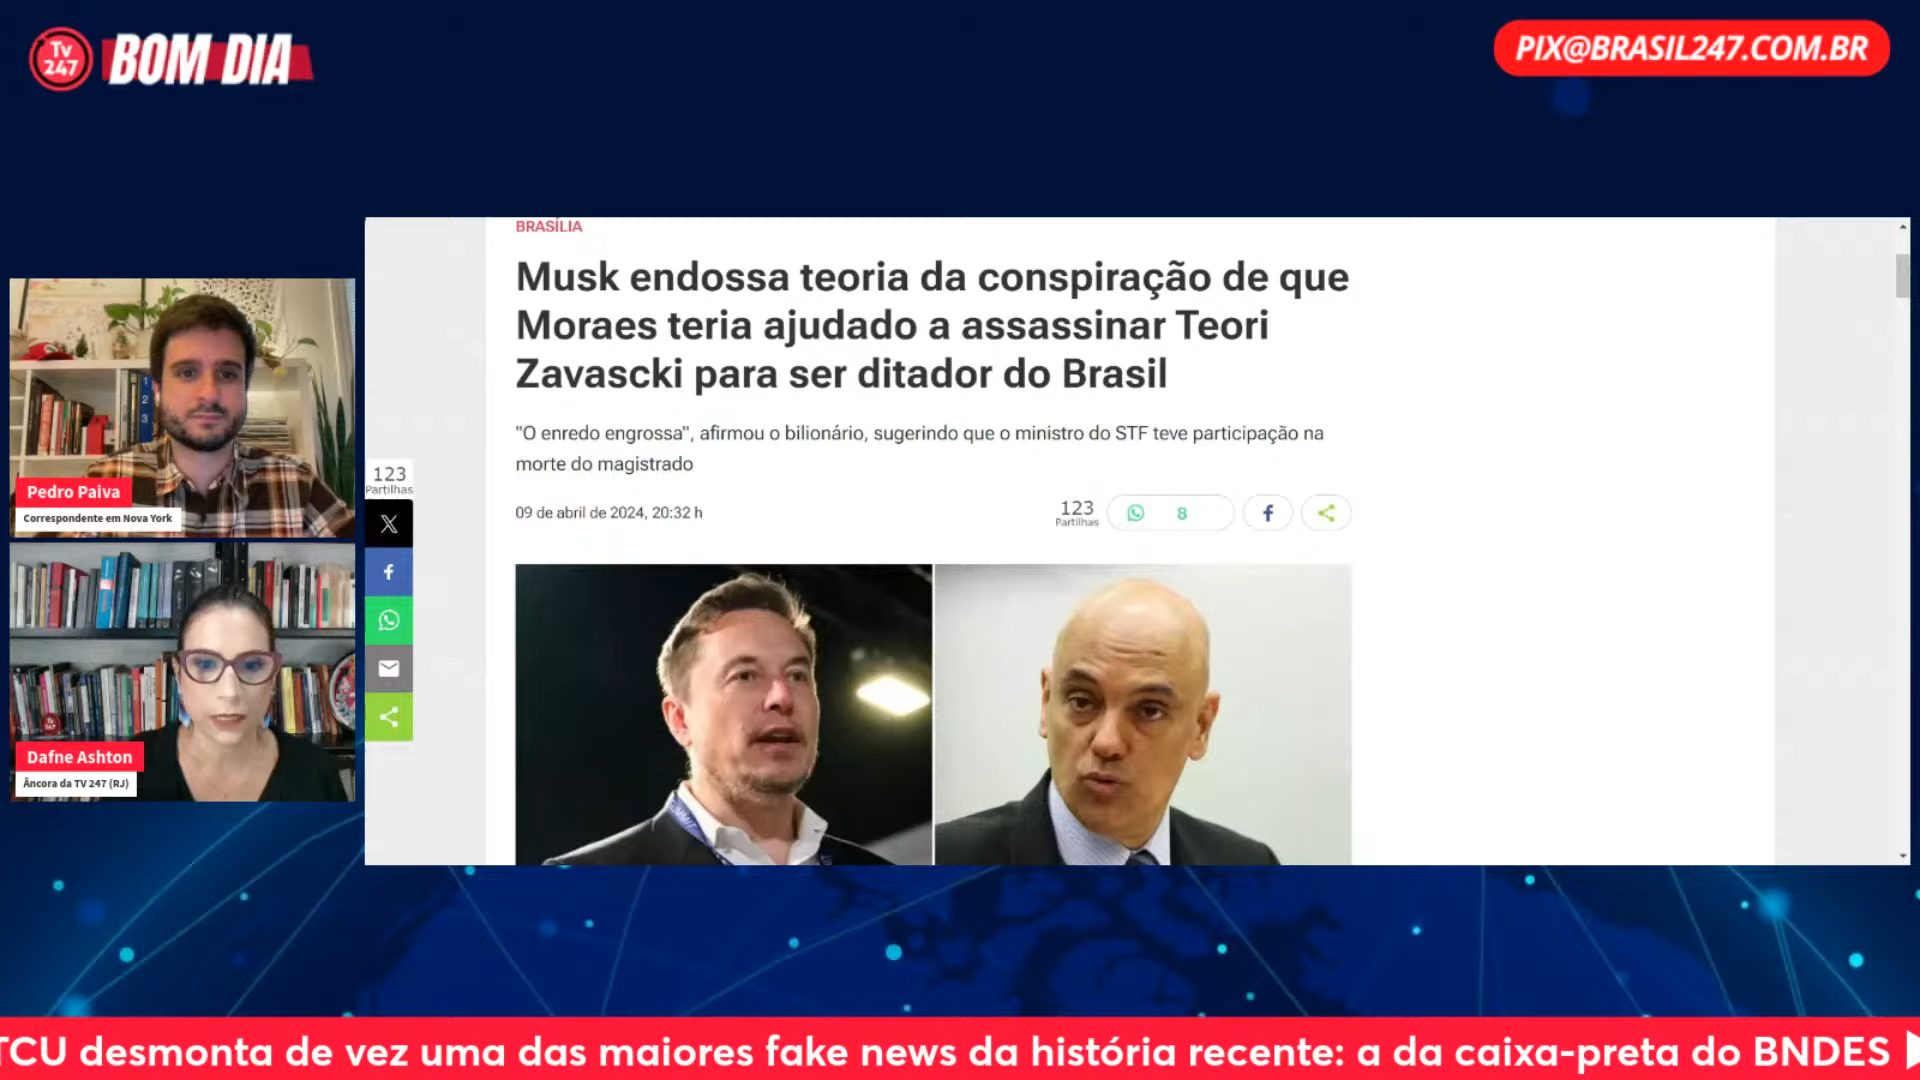 Tv
247
BOM DIA
PIX@BRASIL247.COM.BR
BRASÍLIA
Musk endossa teoria da conspiração de que
Moraes teria ajudado a assassinar Teori
Zavascki para ser ditador do Brasil
"O enredo engrossa", afirmou o bilionário, sugerindo que o ministro do STF teve participação na
morte do magistrado
09 de abril de 2024, 20:32 h
123
Partilhas
8
123
Partilhas
Pedro Paiva
Correspondente em Nova York
Dafne Ashton
Âncora da TV 247 (RJ)
TCU desmonta de vez uma das maiores fake news da história recente: a da caixa-preta do BNDES